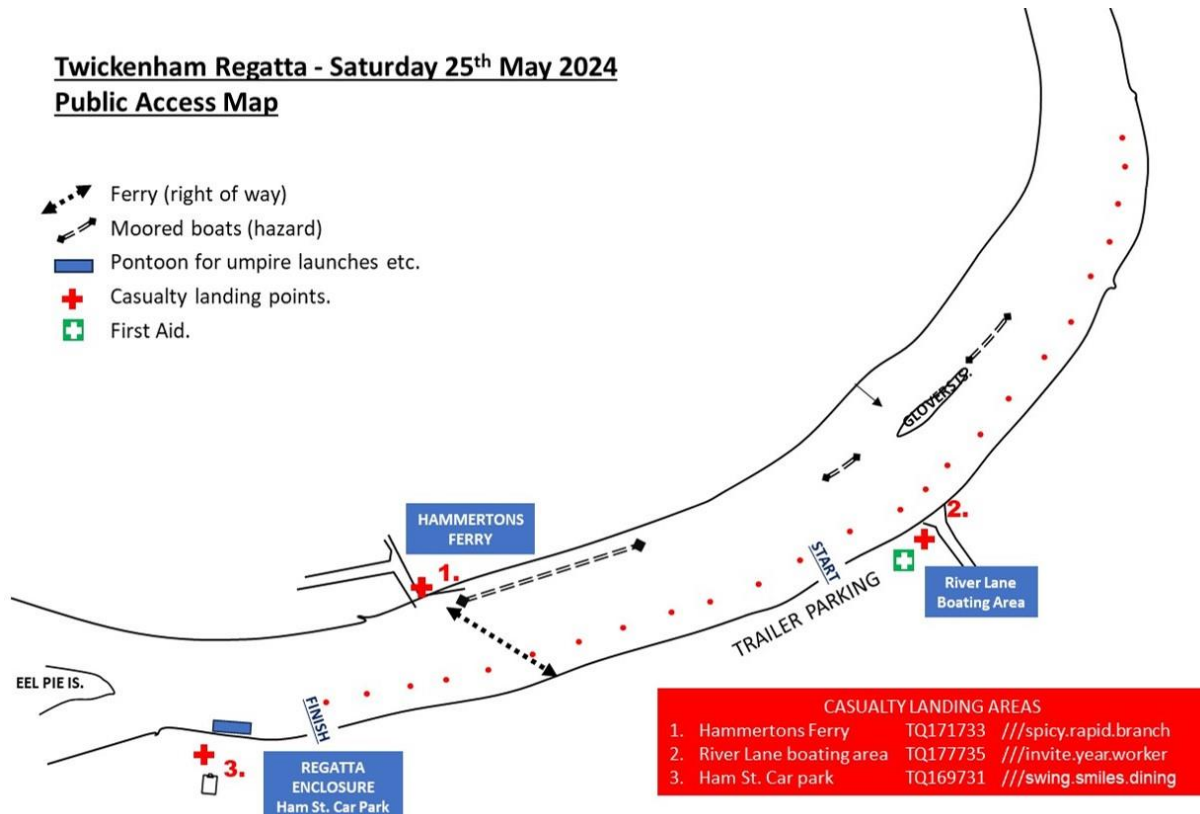 Twickenham Regatta - Saturday 25th May 2024
Public Access Map
Ferry (right of way)
Moored boats (hazard)
Pontoon for umpire launches etc.
Casualty landing points.
First Aid.
GLOVERS IS.
HAMMERTONS
FERRY
1.
2.
START
River Lane
Boating Area
TRAILER PARKING
EEL PIE IS.
FINISH
3.
REGATTA
ENCLOSURE
Ham St. Car Park
CASUALTY LANDING AREAS
1. Hammertons Ferry TQ171733 ///spicy.rapid.branch
2. River Lane boating area TQ177735 ///invite.year.worker
3. Ham St. Car park TQ169731 ///swing.smiles.dining